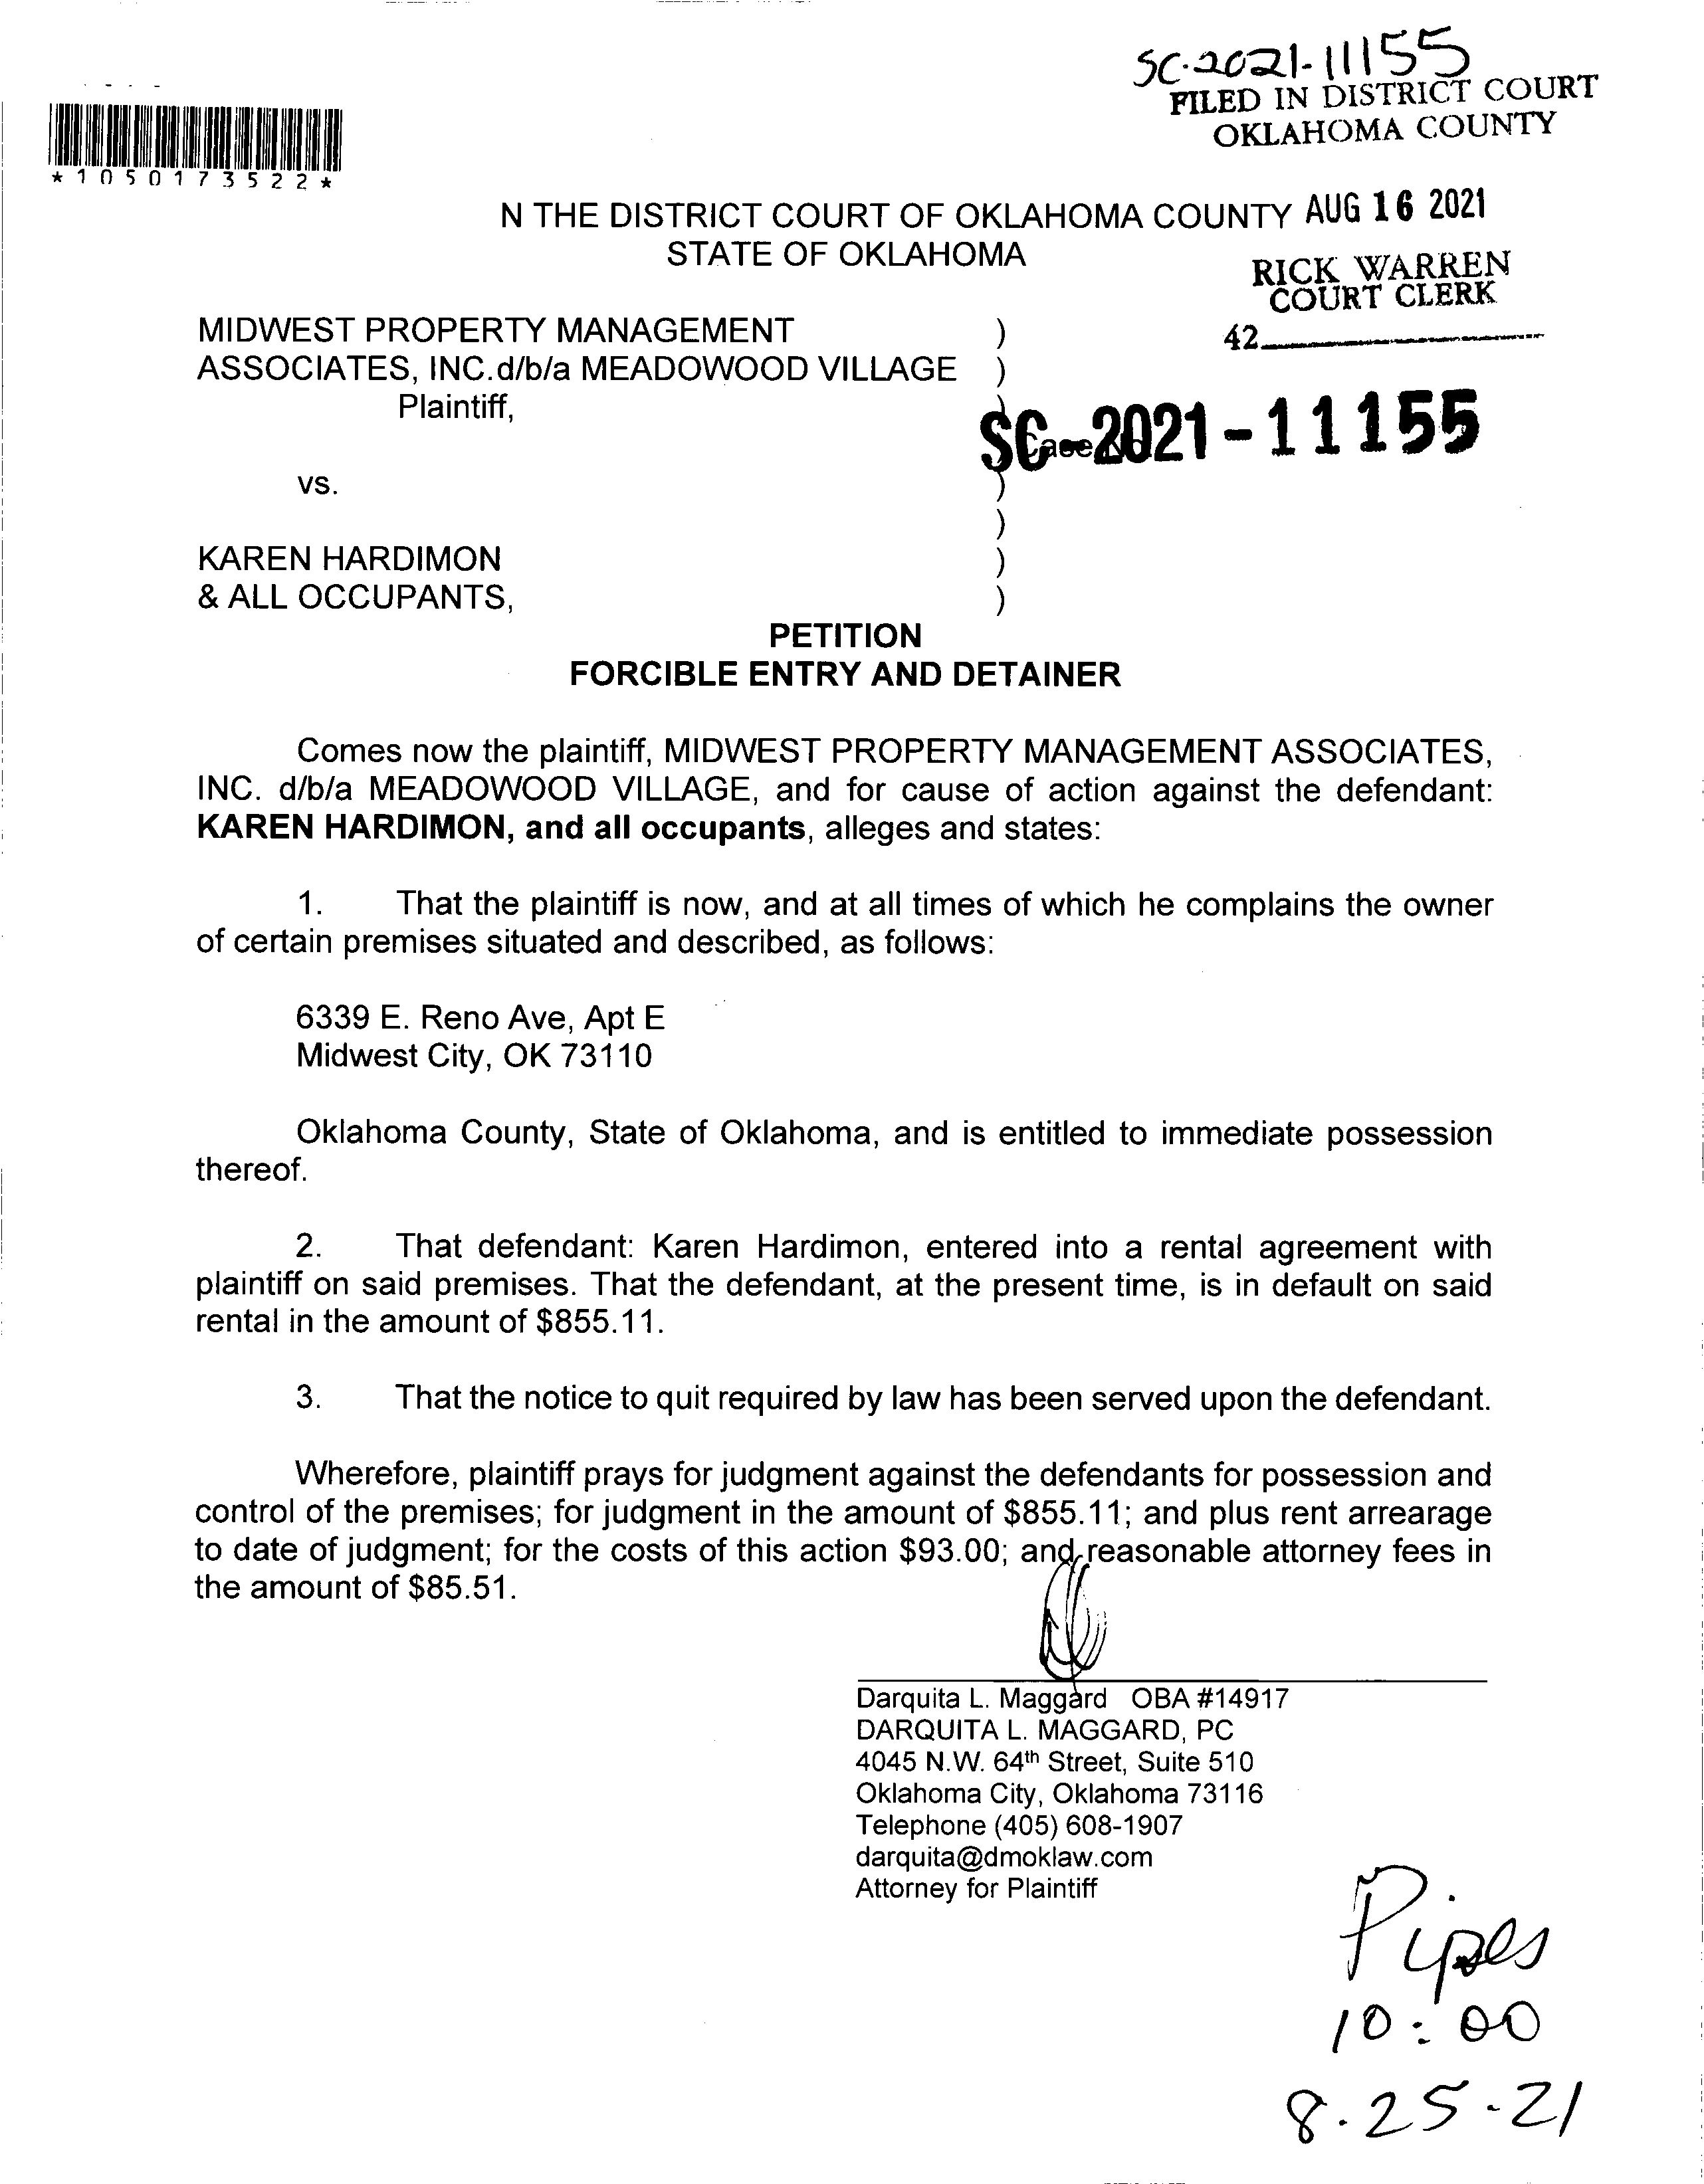 SC-2021-11155
FILED IN DISTRICT COURT
OKLAHOMA COUNTY
*1050173522*
N THE DISTRICT COURT OF OKLAHOMA COUNTY AUG 16 2021
STATE OF OKLAHOMA
RICK WARREN
COURT CLERK
42
MIDWEST PROPERTY MANAGEMENT )
ASSOCIATES, INC.d/b/a MEADOWOOD VILLAGE )
Plaintiff, )
SC-2021-11155
vs. )
)
KAREN HARDIMON )
& ALL OCCUPANTS, )
PETITION
FORCIBLE ENTRY AND DETAINER
Comes now the plaintiff, MIDWEST PROPERTY MANAGEMENT ASSOCIATES,
INC. d/b/a MEADOWOOD VILLAGE, and for cause of action against the defendant:
KAREN HARDIMON, and all occupants, alleges and states:
1. That the plaintiff is now, and at all times of which he complains the owner
of certain premises situated and described, as follows:
6339 E. Reno Ave, Apt E
Midwest City, OK 73110
Oklahoma County, State of Oklahoma, and is entitled to immediate possession
thereof.
2. That defendant: Karen Hardimon, entered into a rental agreement with
plaintiff on said premises. That the defendant, at the present time, is in default on said
rental in the amount of $855.11.
3. That the notice to quit required by law has been served upon the defendant.
Wherefore, plaintiff prays for judgment against the defendants for possession and
control of the premises; for judgment in the amount of $855.11; and plus rent arrearage
to date of judgment; for the costs of this action $93.00; and reasonable attorney fees in
the amount of $85.51.
Darquita L. Maggard OBA #14917
DARQUITA L. MAGGARD, PC
4045 N.W. 64th Street, Suite 510
Oklahoma City, Oklahoma 73116
Telephone (405) 608-1907
darquita@dmoklaw.com
Attorney for Plaintiff
Pipes
10:00
8-25-21